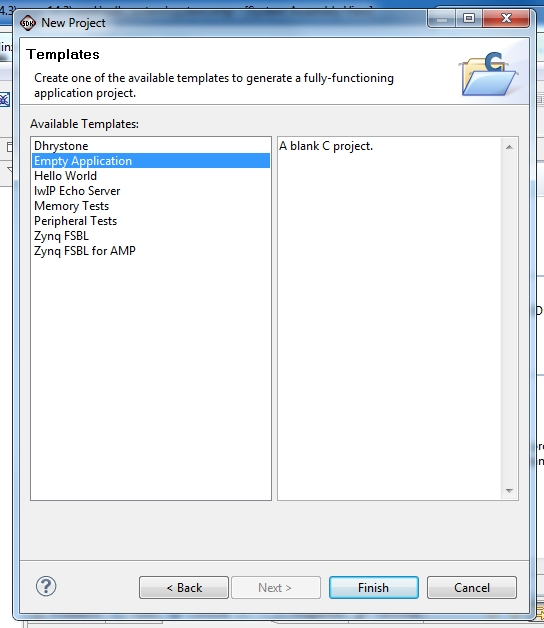 New Project
Templates
Create one of the available templates to generate a fully-functioning
application project.
Available Templates:
Dhrystone
Empty Application
Hello World
lwIP Echo Server
Memory Tests
Peripheral Tests
Zynq FSBL
Zynq FSBL for AMP
A blank C project.
< Back
Next >
Finish
Cancel